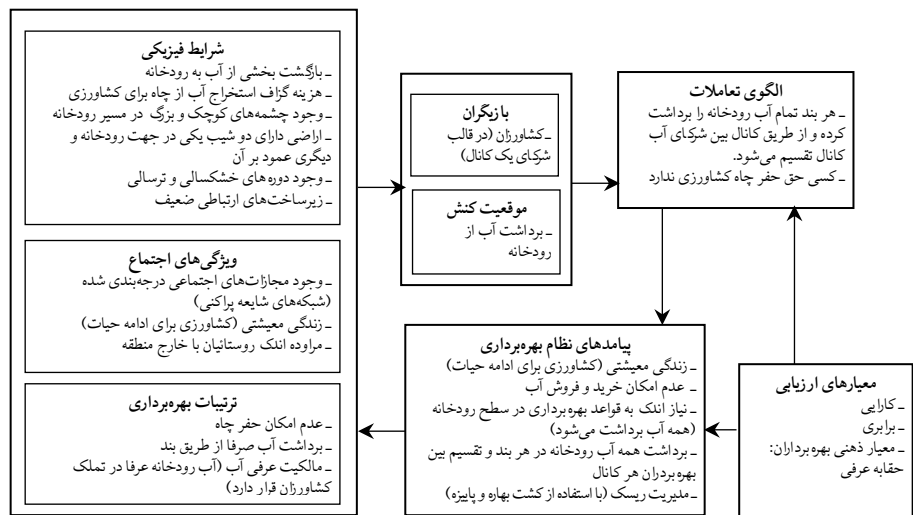 شرایط فیزیکی
ـ بازگشت بخشی از آب به رودخانه
ـ هزینه گزاف استخراج آب از چاه برای کشاورزی
ـ وجود چشمه‌های کوچک و بزرگ در مسیر رودخانه
ـ اراضی دارای دو شیب یکی در جهت رودخانه و
دیگری عمود بر آن
ـ وجود دوره‌های خشکسالی و ترسالی
ـ زیرساخت‌های ارتباطی ضعیف
ویژگی‌های اجتماع
ـ وجود مجازات‌های اجتماعی درجه‌بندی شده
(شبکه‌های شایعه پراکنی)
ـ زندگی معیشتی (کشاورزی برای ادامه حیات)
ـ مراوده اندک روستانیان با خارج منطقه
ترتیبات بهره‌برداری
ـ عدم امکان حفر چاه
ـ برداشت آب صرفا از طریق بند
ـ مالکیت عرفی آب (آب رودخانه عرفا در تملک
کشاورزان قرار دارد)
بازیگران
ـ کشاورزان (در قالب
شرکای یک کانال)
موقعیت کنش
ـ برداشت آب از
رودخانه
الگوی تعاملات
ـ هر بند تمام آب رودخانه را برداشت
کرده و از طریق کانال بین شرکای آب
کانال تقسیم می‌شود.
ـ کسی حق حفر چاه کشاورزی ندارد
پیامدهای نظام بهره‌برداری
ـ زندگی معیشتی (کشاورزی برای ادامه حیات)
ـ عدم امکان خرید و فروش آب
ـ نیاز اندک به قواعد بهره‌برداری در سطح رودخانه
(همه آب برداشت می‌شود)
ـ برداشت همه آب رودخانه در هر بند و تقسیم بین
بهره‌بردران هر کانال
ـ مدیریت ریسک (با استفاده از کشت بهاره و پاییزه)
معیارهای ارزیابی
ـ کارایی
ـ برابری
ـ معیار ذهنی بهره‌برداران:
حقابه عرفی